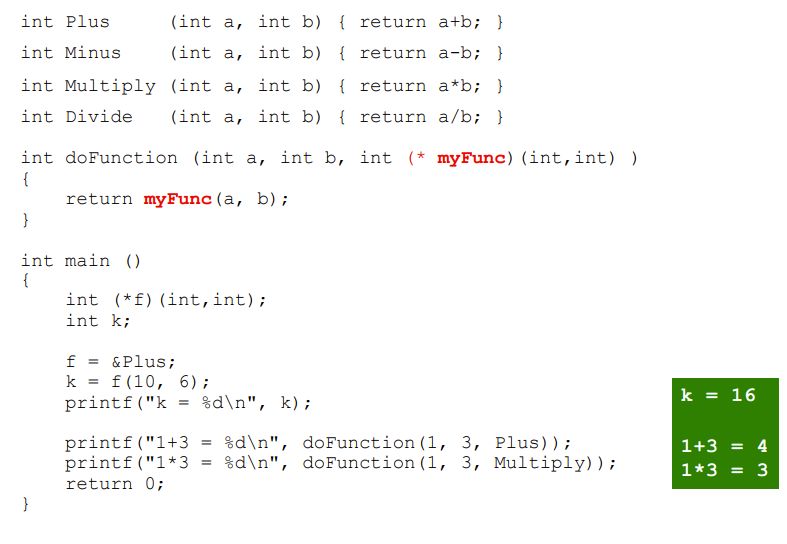 int Plus     (int a, int b) { return a+b; }
int Minus    (int a, int b) { return a-b; }
int Multiply (int a, int b) { return a*b; }
int Divide   (int a, int b) { return a/b; }
int doFunction (int a, int b, int (* myFunc)(int,int) )
{
    return myFunc(a, b);
}
int main ()
{
    int (*f)(int,int);
    int k;
    f = &Plus;
    k = f(10, 6);
    printf("k = %d\n", k);
    printf("1+3 = %d\n", doFunction(1, 3, Plus));
    printf("1*3 = %d\n", doFunction(1, 3, Multiply));
    return 0;
}
k = 16
1+3 = 4
1*3 = 3